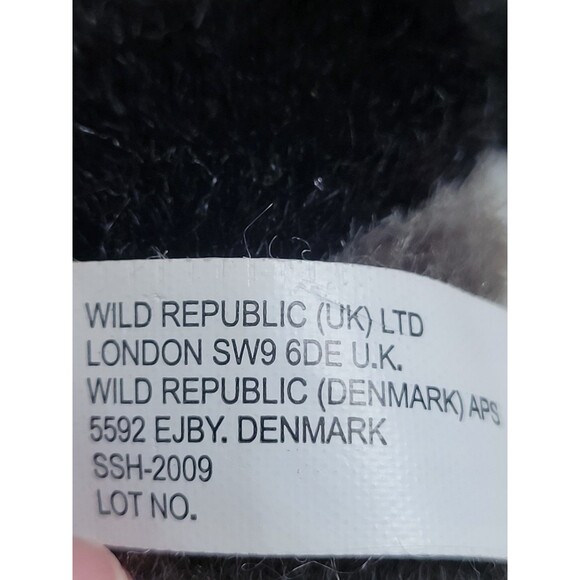 WILD REPUBLIC (UK) LTD
LONDON SW9 6DE U.K.
WILD REPUBLIC (DENMARK) APS
5592 EJBY. DENMARK
SSH-2009
LOT NO.